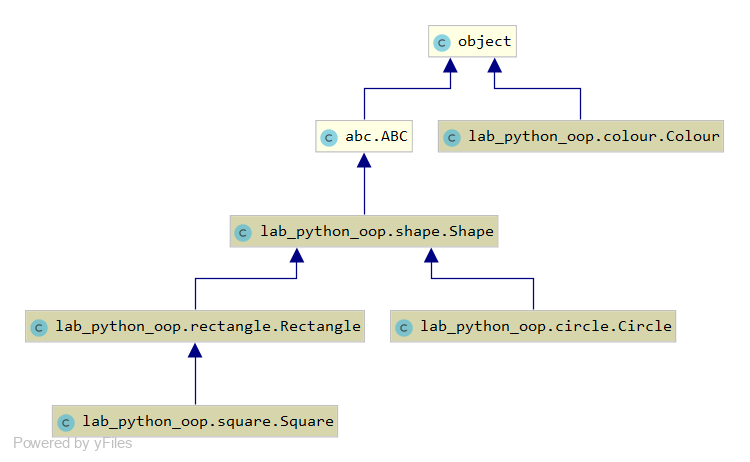 C object
C abc.ABC
C lab_python_oop.colour.Colour
C lab_python_oop.shape.Shape
C lab_python_oop.rectangle.Rectangle
C lab_python_oop.circle.Circle
C lab_python_oop.square.Square
Powered by yFiles